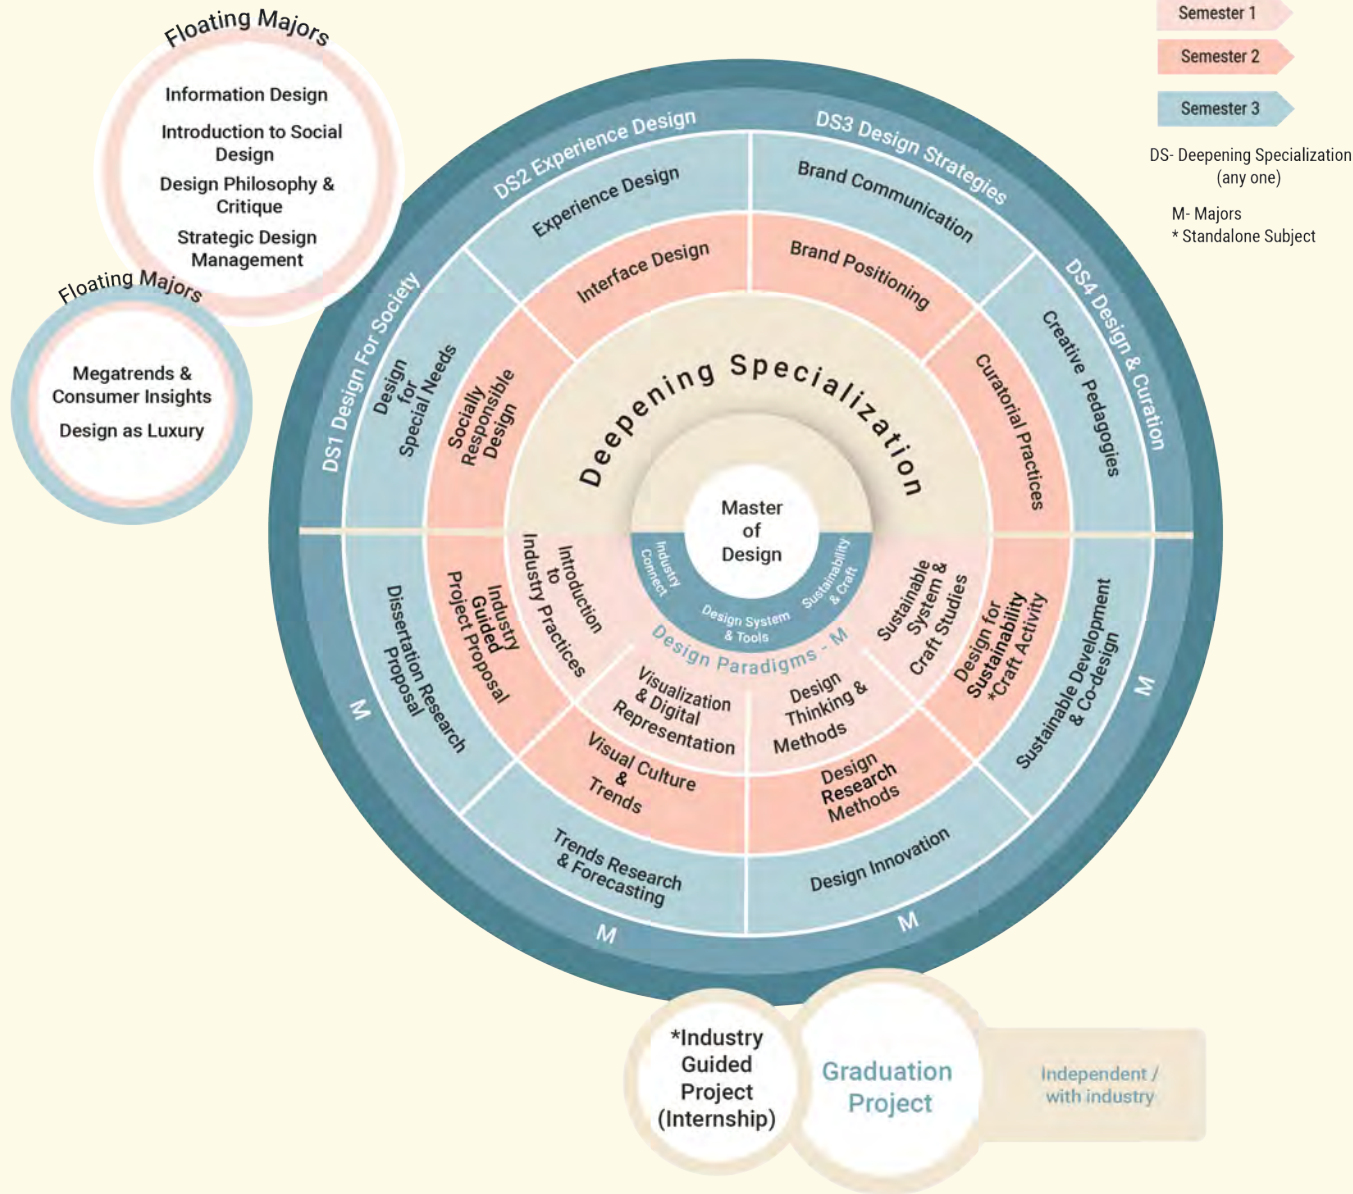 Floating Majors
Information Design
Introduction to Social
Design
Design Philosophy &
Critique
Strategic Design
Management
Floating Majors
Megatrends &
Consumer Insights
Design as Luxury
Semester 1
Semester 2
Semester 3
DS- Deepening Specialization
(any one)
M- Majors
* Standalone Subject
DS1 Design For Society
DS2 Experience Design
DS3 Design Strategies
DS4 Design & Curation
Design
for
Special Needs
Experience Design
Brand Communication
Creative Pedagogies
Socially
Responsible
Design
Interface Design
Brand Positioning
Curatorial Practices
Deepening Specialization
Master
of
Design
Industry
Connect
Design System
& Tools
Sustainability
& Craft
Design Paradigms - M
Introduction
to
Industry Practices
Visualization
& Digital
Representation
Design
Thinking &
Methods
Sustainable
System &
Craft Studies
Industry
Guided
Project Proposal
Visual Culture
&
Trends
Design
Research
Methods
Design for
Sustainability
*Craft Activity
Dissertation Research
Proposal
Trends Research
& Forecasting
Design Innovation
Sustainable Development
& Co-design
M
M
M
M
*Industry
Guided
Project
(Internship)
Graduation
Project
Independent /
with industry